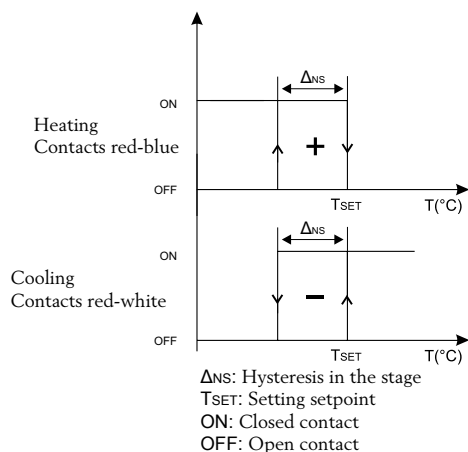 ΔNS
ON
Heating
Contacts red-blue
+
OFF
TSET T(°C)
ΔNS
ON
Cooling
Contacts red-white
−
OFF
TSET T(°C)
ΔNS: Hysteresis in the stage
TSET: Setting setpoint
ON: Closed contact
OFF: Open contact